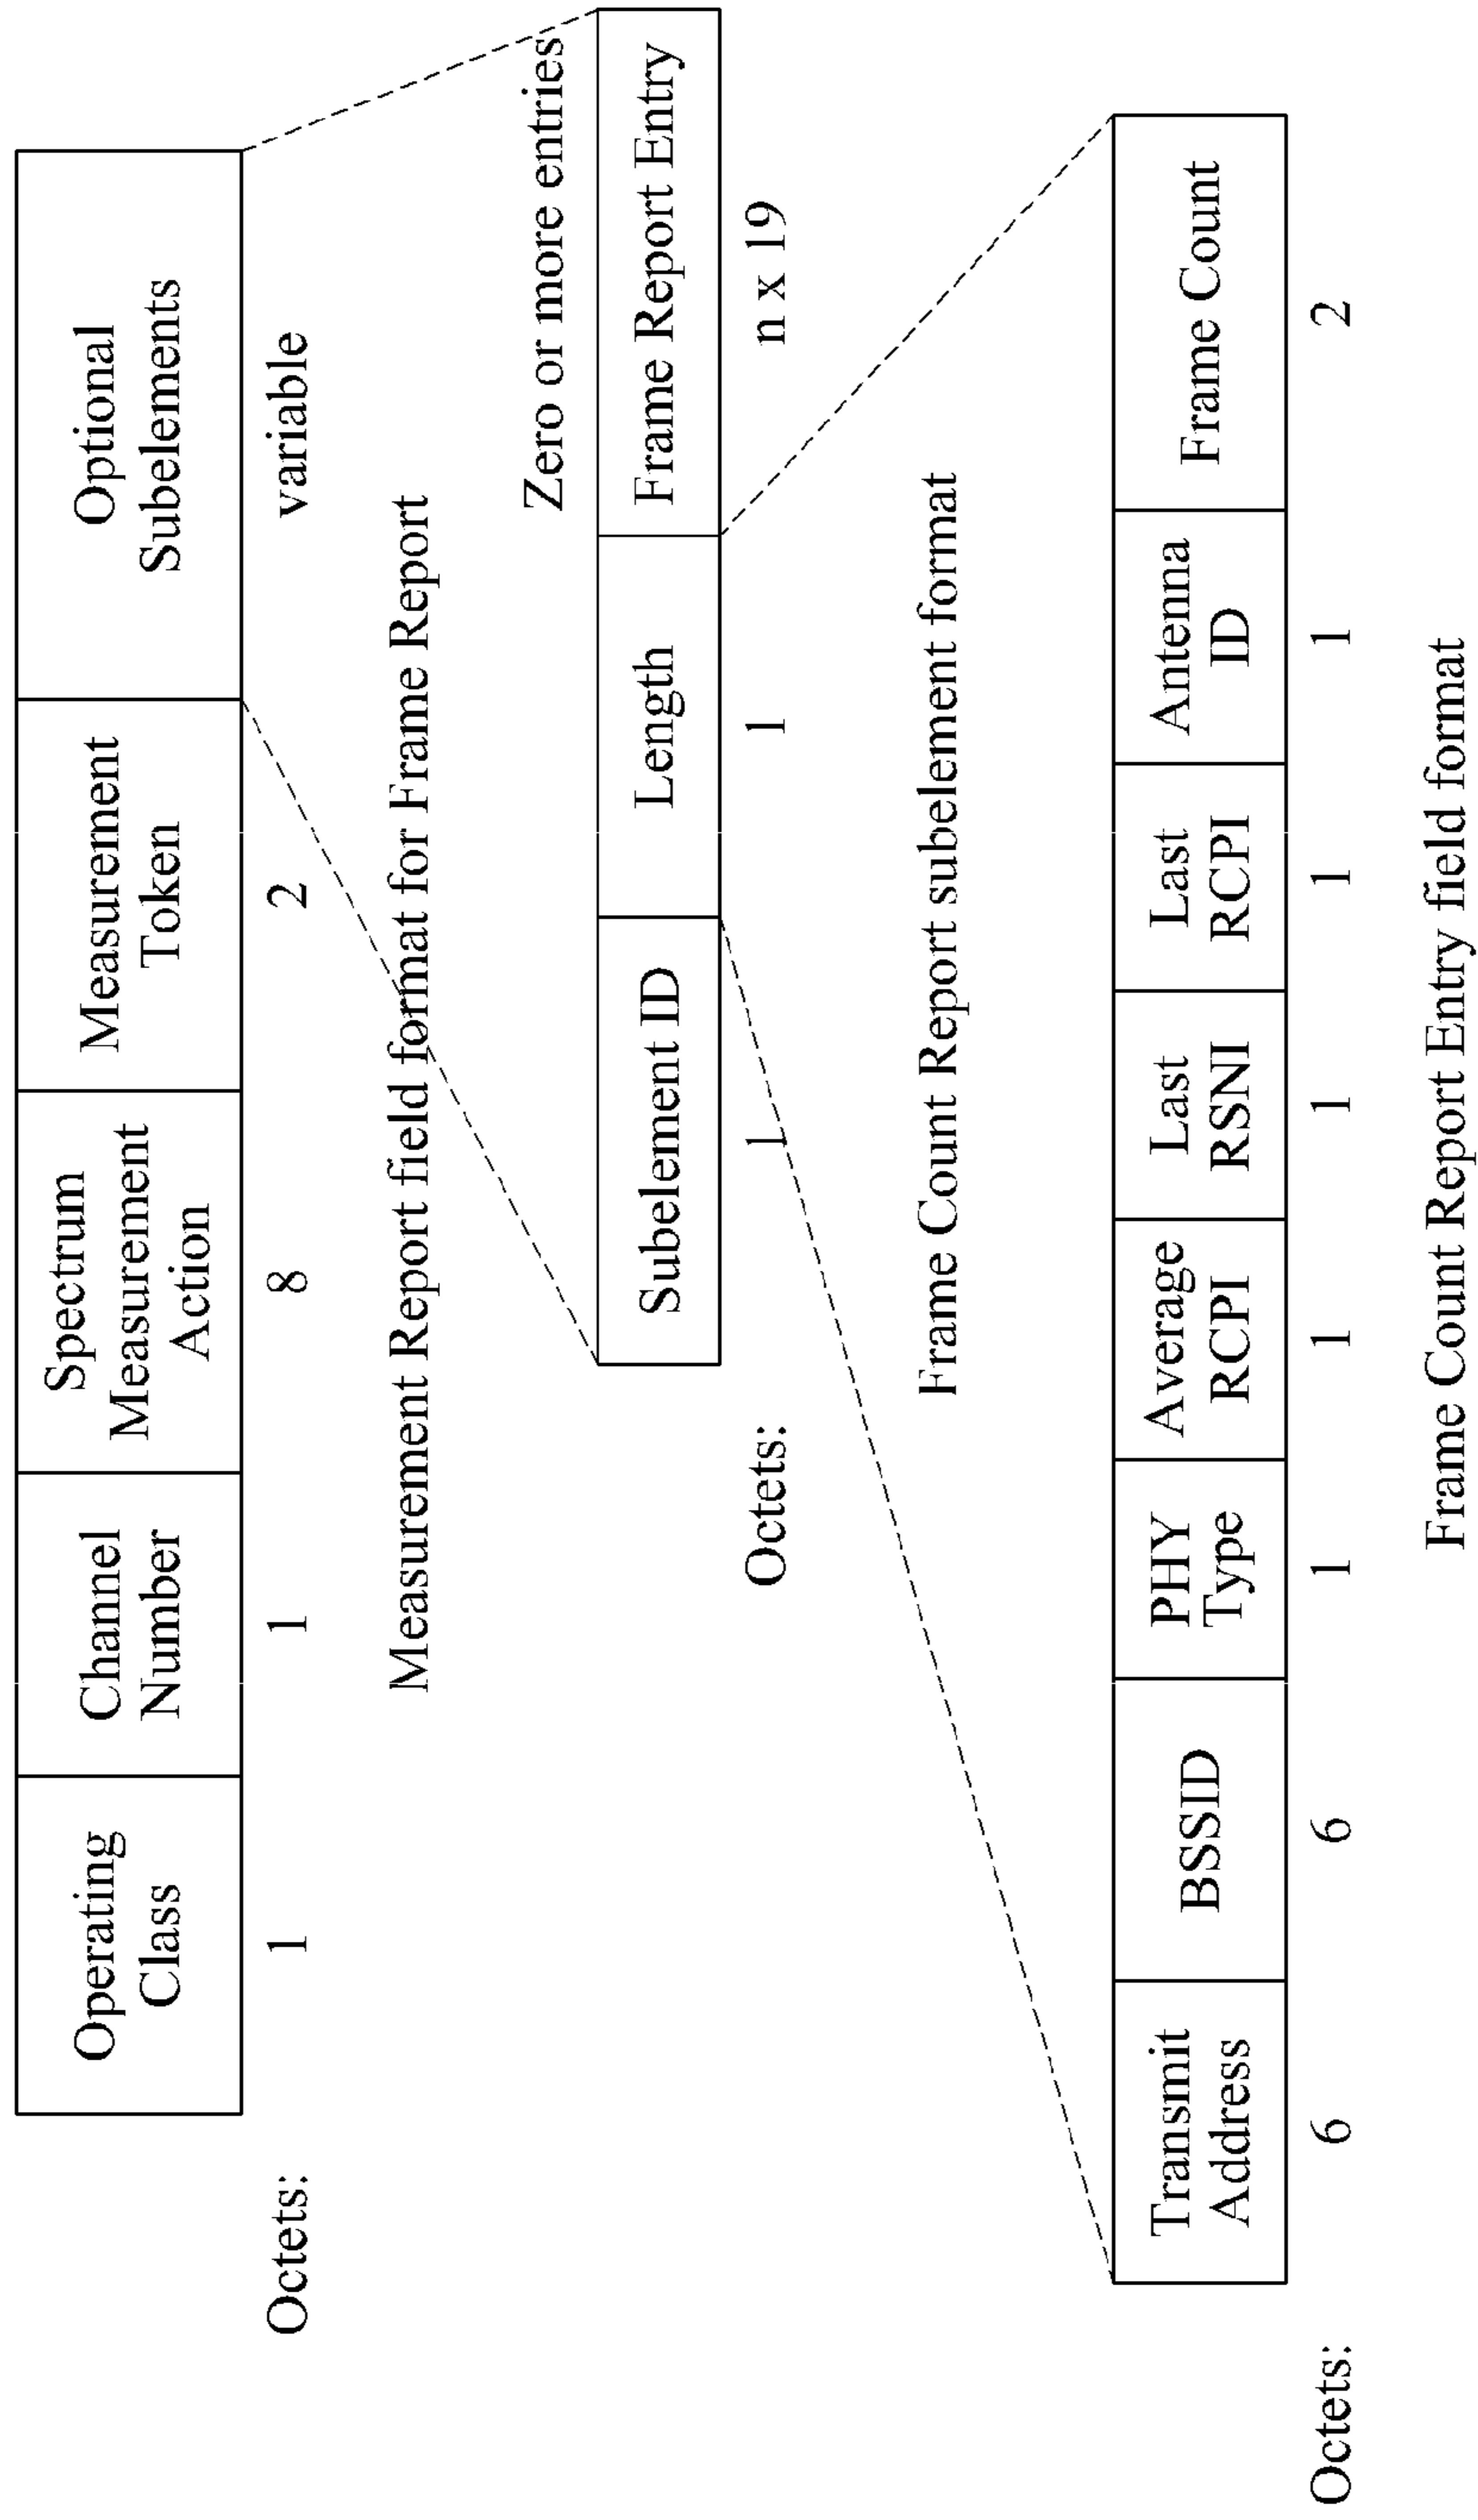 Operating
Class
Channel
Number
Spectrum
Measurement
Action
Measurement
Token
Optional
Subelements
Octets: 1 1 8 2 variable
Measurement Report field format for Frame Report
Zero or more entries
Subelement ID Length Frame Report Entry
Octets: 1 1 n x 19
Frame Count Report subelement format
Transmit
Address
BSSID
PHY
Type
Average
RCPI
Last
RSNI
Last
RCPI
Antenna
ID
Frame Count
Octets: 6 6 1 1 1 1 1 2
Frame Count Report Entry field format